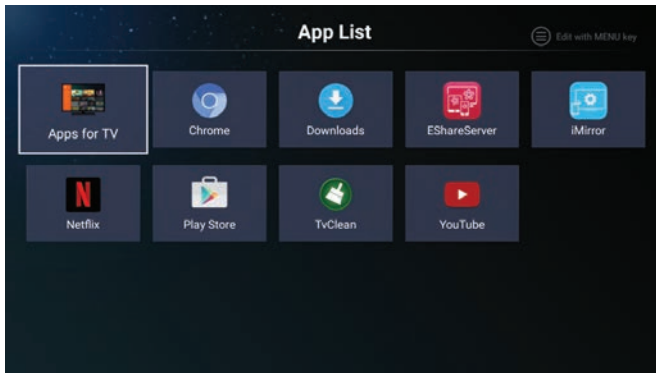 App List
Edit with MENU key
Apps for TV
Chrome
Downloads
EShareServer
iMirror
N
Netflix
Play Store
TvClean
YouTube